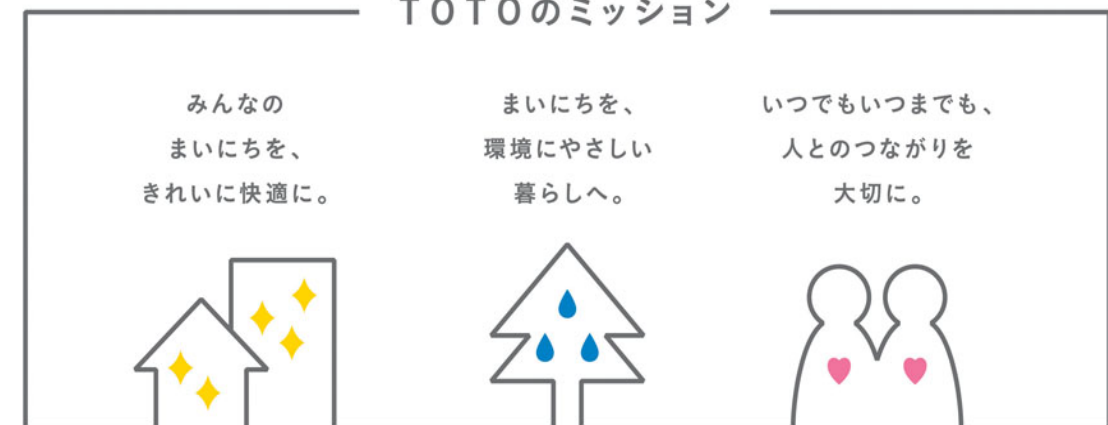 TOTOのミッション
みんなの
まいにちを、
きれいに快適に。
まいにちを、
環境にやさしい
暮らしへ。
いつでもいつまでも、
人とのつながりを
大切に。